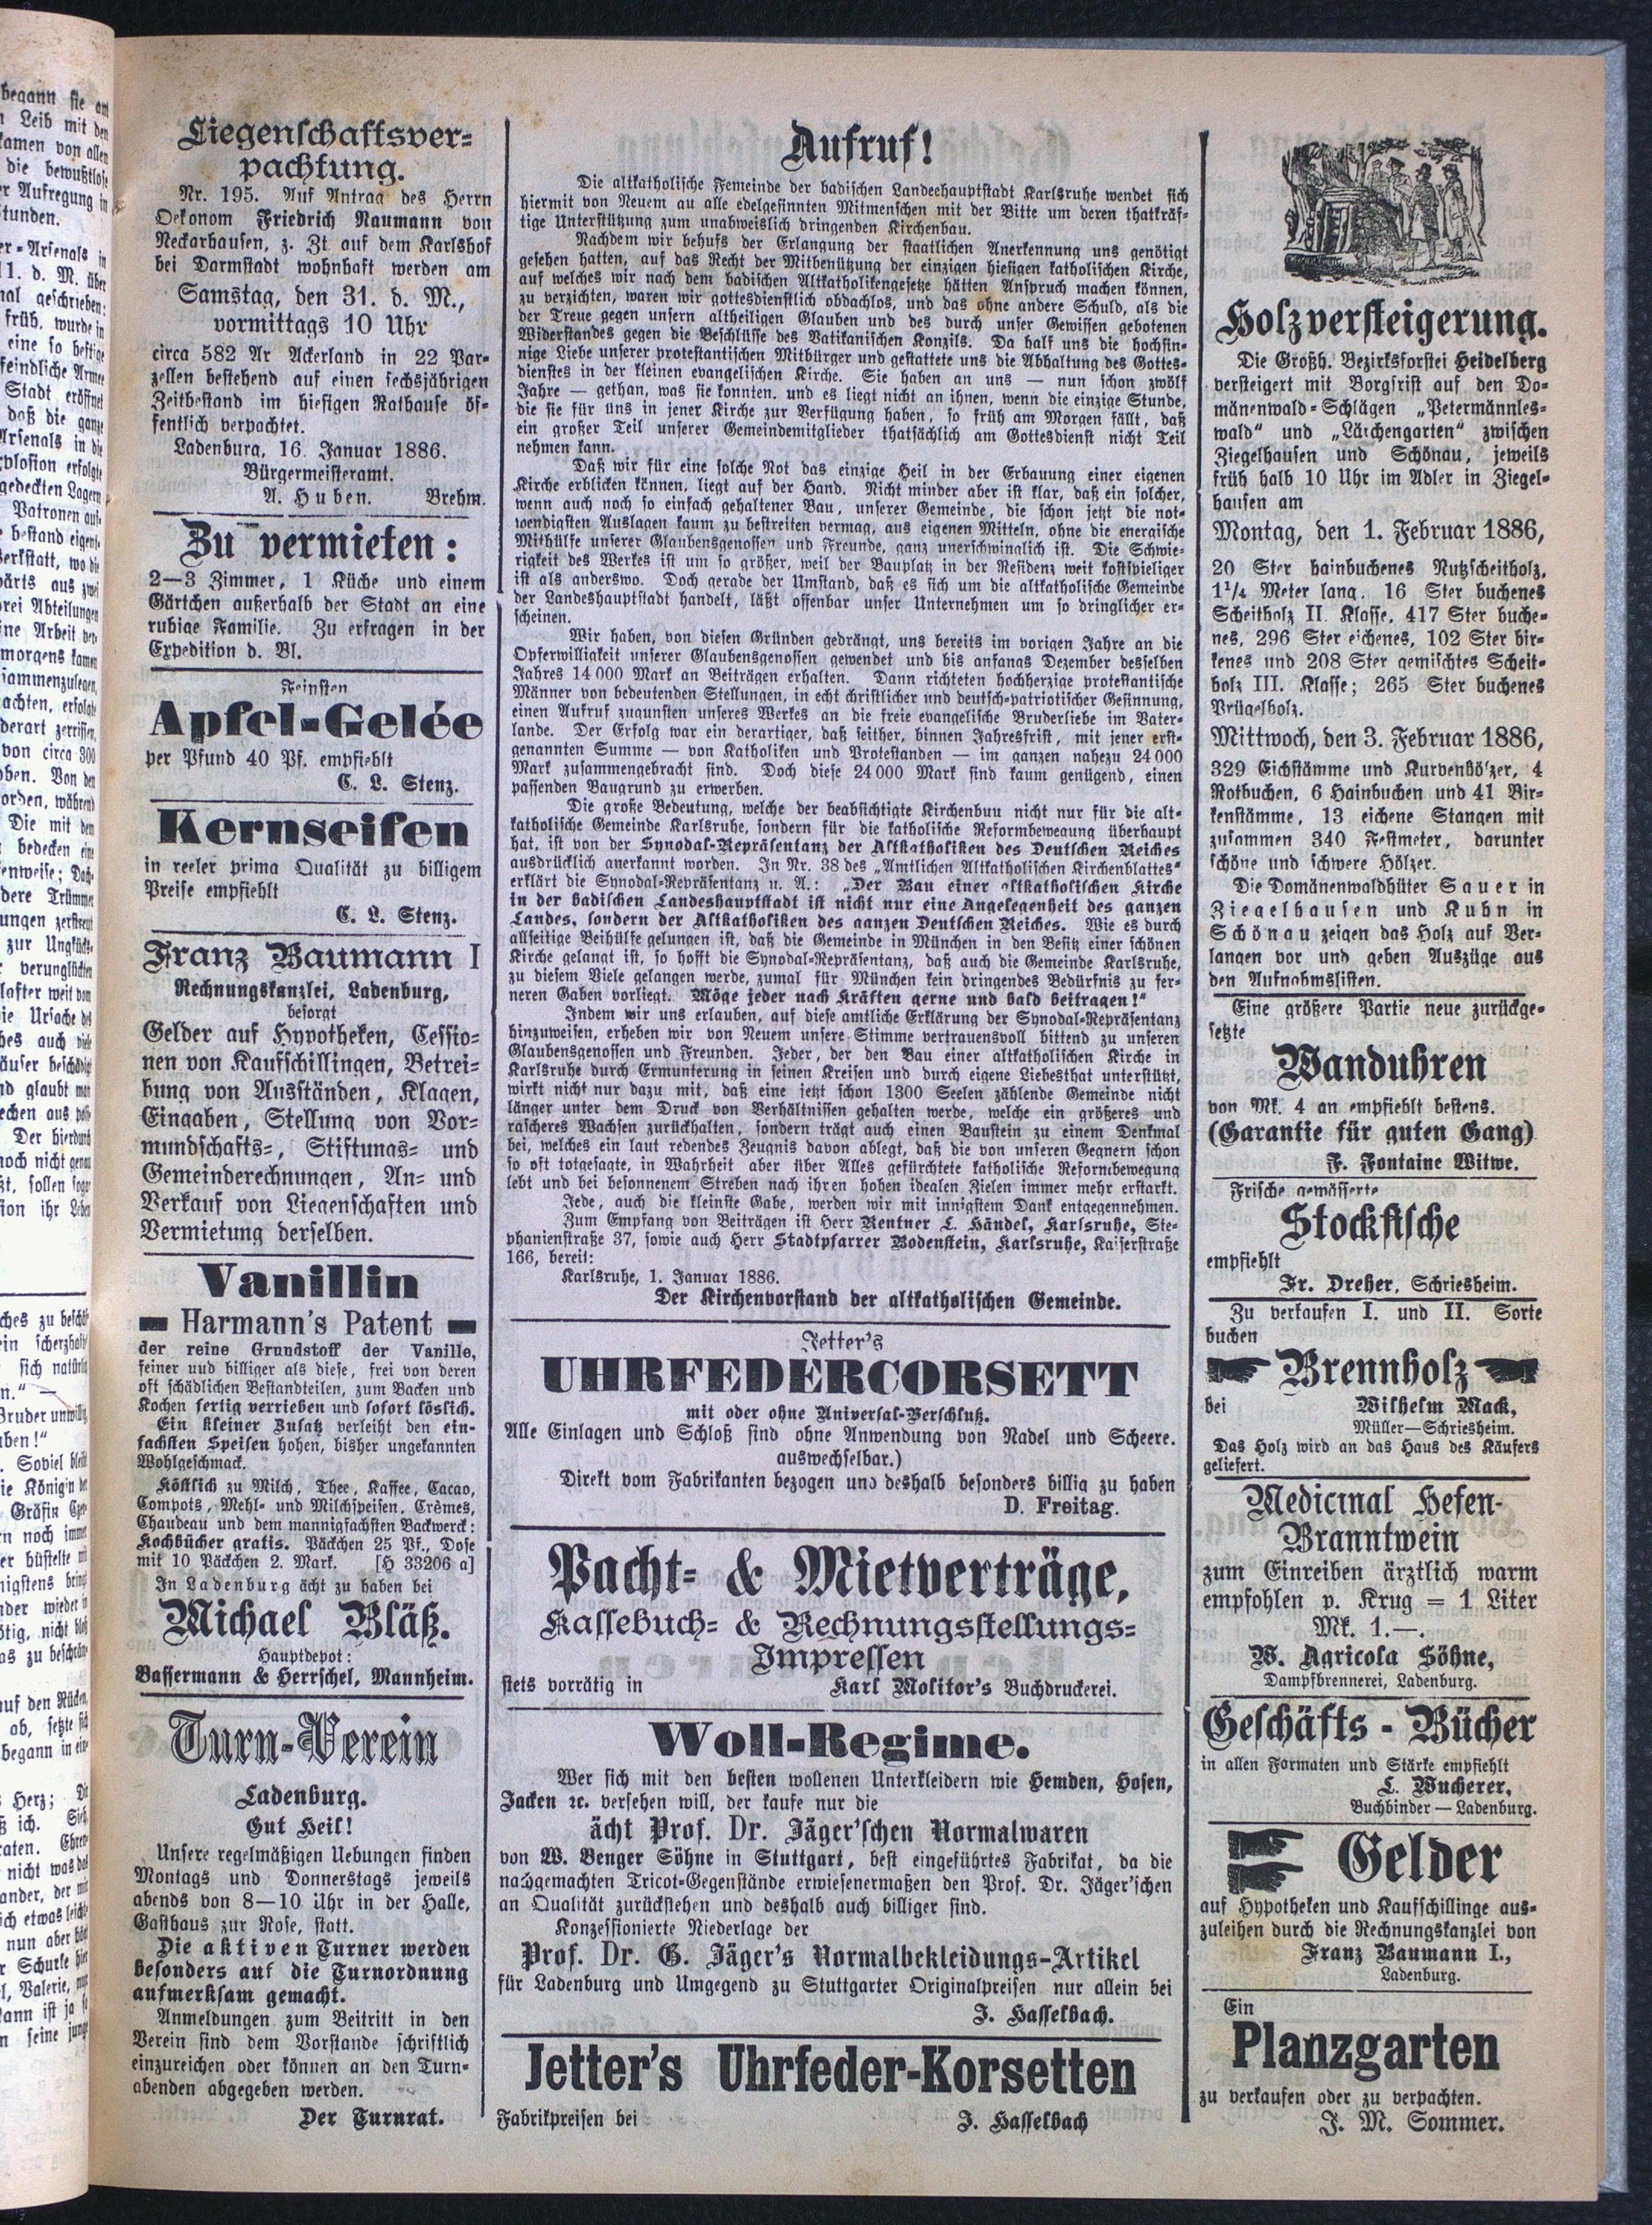 Liegenschaftsver-
pachtung.
Nr. 195. Auf Antrag des Herrn
Oekonom Friedrich Naumann von
Neckarhausen, z. Zt auf dem Karlshof
bei Darmstadt wohnhaft werden am
Samstag, den 31. d. M.,
vormittags 10 Uhr
circa 582 Ar Ackerland in 22 Par-
zellen bestehend auf einen sechsjährigen
Zeitbestand im hiesigen Rathause öf-
fentlich verpachtet.
Ladenburg, 16. Januar 1886.
Bürgermeisteramt.
A. Huben. Brehm.
Zu vermieten:
2—3 Zimmer, 1 Küche und einem
Gärtchen außerhalb der Stadt an eine
ruhige Familie. Zu erfragen in der
Expedition d. Bl.
Feinsten
Apfel-Gelée
per Pfund 40 Pf. empfiehlt
C. L. Stenz.
Kernseifen
in reeler prima Qualität zu billigem
Preise empfiehlt
C. L. Stenz.
Franz Baumann I
Rechnungskanzlei, Ladenburg,
besorgt
Gelder auf Hypotheken, Cessio-
nen von Kaufschillingen, Betrei-
bung von Ausständen, Klagen,
Eingaben, Stellung von Vor-
mundschafts-, Stiftungs- und
Gemeinderechnungen, An- und
Verkauf von Liegenschaften und
Vermietung derselben.
Vanillin
Harmann's Patent
der reine Grundstoff der Vanille,
feiner und billiger als diese, frei von deren
oft schädlichen Bestandteilen, zum Backen und
Kochen fertig verrieben und sofort löslich.
Ein kleiner Zusatz verleiht den ein-
fachsten Speisen hohen, bisher ungekannten
Wohlgeschmack.
Köstlich zu Milch, Thee, Kaffee, Cacao,
Compots, Mehl- und Milchspeisen, Crèmes,
Chaudeau und dem mannigfachsten Backwerck:
Kochbücher gratis. Päckchen 25 Pf., Dose
mit 10 Päckchen 2. Mark. [H 33206 a]
In Ladenburg ächt zu haben bei
Michael Bläß.
Hauptdepot:
Bassermann & Herrschel, Mannheim.
Turn-Verein
Ladenburg.
Gut Heil!
Unsere regelmäßigen Uebungen finden
Montags und Donnerstags jeweils
abends von 8—10 Uhr in der Halle,
Gasthaus zur Rose, statt.
Die aktiven Turner werden
besonders auf die Turnordnung
aufmerksam gemacht.
Anmeldungen zum Beitritt in den
Verein sind dem Vorstande schriftlich
einzureichen oder können an den Turn-
abenden abgegeben werden.
Der Turnrat.
Aufruf!
Die altkatholische Femeinde der badischen Landeehauptstadt Karlsruhe wendet sich
hiermit von Neuem au alle edelgesinnten Mitmenschen mit der Bitte um deren thatkräf-
tige Unterstützung zum unabweislich dringenden Kirchenbau.
Nachdem wir behufs der Erlangung der staatlichen Anerkennung uns genötigt
gesehen hatten, auf das Recht der Mitbenützung der einzigen hiesigen katholischen Kirche,
auf welches wir nach dem badischen Altkatholikengesetze hätten Anspruch machen können,
zu verzichten, waren wir gottesdienstlich obdachlos, und das ohne andere Schuld, als die
der Treue gegen unsern altheiligen Glauben und des durch unser Gewissen gebotenen
Widerstandes gegen die Beschlüsse des Vatikanischen Konzils. Da half uns die hochsin-
nige Liebe unserer protestantischen Mitbürger und gestattete uns die Abhaltung des Gottes-
dienstes in der kleinen evangelischen Kirche. Sie haben an uns — nun schon zwölf
Jahre — gethan, was sie konnten. und es liegt nicht an ihnen, wenn die einzige Stunde,
die sie für uns in jener Kirche zur Verfügung haben, so früh am Morgen fällt, daß
ein großer Teil unserer Gemeindemitglieder thatsächlich am Gottesdienst nicht Teil
nehmen kann.
Daß wir für eine solche Not das einzige Heil in der Erbauung einer eigenen
Kirche erblicken können, liegt auf der Hand. Nicht minder aber ist klar, daß ein solcher,
wenn auch noch so einfach gehaltener Bau, unserer Gemeinde, die schon jetzt die not-
wendigsten Auslagen kaum zu bestreiten vermag, aus eigenen Mitteln, ohne die energische
Mithülfe unserer Glaubensgenossen und Freunde, ganz unerschwinglich ist. Die Schwie-
rigkeit des Werkes ist um so größer, weil der Bauplatz in der Residenz weit kostspieliger
ist als anderswo. Doch gerade der Umstand, daß es sich um die altkatholische Gemeinde
der Landeshauptstadt handelt, läßt offenbar unser Unternehmen um so dringlicher er-
scheinen.
Wir haben, von diesen Gründen gedrängt, uns bereits im vorigen Jahre an die
Opferwilligkeit unserer Glaubensgenossen gewendet und bis anfangs Dezember desselben
Jahres 14 000 Mark an Beiträgen erhalten. Dann richteten hochherzige protestantische
Männer von bedeutenden Stellungen, in echt christlicher und deutsch-patriotischer Gesinnung,
einen Aufruf zugunsten unseres Werkes an die freie evangelische Bruderliebe im Vater-
lande. Der Erfolg war ein derartiger, daß seither, binnen Jahresfrist, mit jener erst-
genannten Summe — von Katholiken und Protestanden — im ganzen nahezu 24 000
Mark zusammengebracht sind. Doch diese 24 000 Mark sind kaum genügend, einen
passenden Baugrund zu erwerben.
Die große Bedeutung, welche der beabsichtigte Kirchenbuu nicht nur für die alt-
katholische Gemeinde Karlsruhe, sondern für die katholische Reformbewegung überhaupt
hat, ist von der Synodal-Repräsentanz der Altkatholiken des Deutschen Reiches
ausdrücklich anerkannt worden. In Nr. 38 des „Amtlichen Altkatholischen Kirchenblattes“
erklärt die Synodal-Repräsentanz u. A.: „Der Bau einer altkatholischen Kirche
in der badischen Landeshauptstadt ist nicht nur eine Angelegenheit des ganzen
Landes, sondern der Altkatholiken des ganzen Deutschen Reiches. Wie es durch
allseitige Beihülfe gelungen ist, daß die Gemeinde in München in den Besitz einer schönen
Kirche gelangt ist, so hofft die Synodal-Repräsentanz, daß auch die Gemeinde Karlsruhe,
zu diesem Viele gelangen werde, zumal für München kein dringendes Bedürfnis zu fer-
neren Gaben vorliegt. Möge jeder nach Kräften gerne und bald beitragen!“
Indem wir uns erlauben, auf diese amtliche Erklärung der Synodal-Repräsentanz
hinzuweisen, erheben wir von Neuem unsere Stimme vertrauensvoll bittend zu unseren
Glaubensgenossen und Freunden. Jeder, der den Bau einer altkatholischen Kirche in
Karlsruhe durch Ermunterung in seinen Kreisen und durch eigene Liebesthat unterstützt,
wirkt nicht nur dazu mit, daß eine jetzt schon 1300 Seelen zählende Gemeinde nicht
länger unter dem Druck von Verhältnissen gehalten werde, welche ein größeres und
rascheres Wachsen zurückhalten, sondern trägt auch einen Baustein zu einem Denkmal
bei, welches ein laut redendes Zeugnis davon ablegt, daß die von unseren Gegnern schon
so oft totgesagte, in Wahrheit aber über Alles gefürchtete katholische Reformbewegung
lebt und bei besonnenem Streben nach ihren hohen idealen Zielen immer mehr erstarkt.
Jede, auch die kleinste Gabe, werden wir mit innigstem Dank entgegennehmen.
Zum Empfang von Beiträgen ist Herr Rentner L. Händel, Karlsruhe, Ste-
phanienstraße 37, sowie auch Herr Stadtpfarrer Bodenstein, Karlsruhe, Kaiserstraße
166, bereit:
Karlsruhe, 1. Januar 1886.
Der Kirchenvorstand der altkatholischen Gemeinde.
Jetter's
UHRFEDERCORSETT
mit oder ohne Universal-Verschluß.
Alle Einlagen und Schloß sind ohne Anwendung von Nadel und Scheere.
auswechselbar.)
Direkt vom Fabrikanten bezogen und deshalb besonders billig zu haben
D. Freitag.
Pacht- & Mietverträge,
Kassebuch- & Rechnungsstellungs-
Impressen
stets vorrätig in Karl Molitor's Buchdruckerei.
Woll-Regime.
Wer sich mit den besten wollenen Unterkleidern wie Hemden, Hosen,
Jacken ꝛc. versehen will, der kaufe nur die
ächt Prof. Dr. Jäger'schen Normalwaren
von W. Benger Söhne in Stuttgart, best eingeführtes Fabrikat, da die
nachgemachten Tricot-Gegenstände erwiesenermaßen den Prof. Dr. Jäger'schen
an Qualität zurückstehen und deshalb auch billiger sind.
Konzessionierte Niederlage der
Prof. Dr. G. Jäger's Normalbekleidungs-Artikel
für Ladenburg und Umgegend zu Stuttgarter Originalpreisen nur allein bei
J. Hasselbach.
Jetter's Uhrfeder-Korsetten
Fabrikpreisen bei J. Hasselbach
Holzversteigerung.
Die Großh. Bezirksforstei Heidelberg
versteigert mit Borgfrist auf den Do-
mänenwald-Schlägen „Petermännles-
wald“ und „Lärchengarten“ zwischen
Ziegelhausen und Schönau, jeweils
früh halb 10 Uhr im Adler in Ziegel-
hausen am
Montag, den 1. Februar 1886,
20 Ster hainbuchenes Nutzscheitholz,
1¼ Meter lang. 16 Ster buchenes
Scheitholz II. Klasse, 417 Ster buche-
nes, 296 Ster eichenes, 102 Ster bir-
kenes und 208 Ster gemischtes Scheit-
holz III. Klasse; 265 Ster buchenes
Prügelholz.
Mittwoch, den 3. Februar 1886,
329 Eichstämme und Kurvenhölzer, 4
Rotbuchen, 6 Hainbuchen und 41 Bir-
kenstämme, 13 eichene Stangen mit
zusammen 340 Festmeter, darunter
schöne und schwere Hölzer.
Die Domänenwaldhüter Sauer in
Ziegelhausen und Kuhn in
Schönau zeigen das Holz auf Ver-
langen vor und geben Auszüge aus
den Aufnahmslisten.
Eine größere Partie neue zurückge-
setzte
Wanduhren
von Mk. 4 an empfiehlt bestens.
(Garantie für guten Gang)
F. Fontaine Witwe.
Frische gewässerte
Stockfische
empfiehlt
Fr. Dreher, Schriesheim.
Zu verkaufen I. und II. Sorte
buchen
Brennholz
bei Wilhelm Mack,
Müller—Schriesheim.
Das Holz wird an das Haus des Käufers
geliefert.
Medicinal Hefen-
Branntwein
zum Einreiben ärztlich warm
empfohlen p. Krug = 1 Liter
Mk. 1.—.
W. Agricola Söhne,
Dampfbrennerei, Ladenburg.
Geschäfts-Bücher
in allen Formaten und Stärke empfiehlt
L. Wucherer,
Buchbinder — Ladenburg.
Gelder
auf Hypotheken und Kaufschillinge aus-
zuleihen durch die Rechnungskanzlei von
Franz Baumann I.,
Ladenburg.
Ein
Planzgarten
zu verkaufen oder zu verpachten.
J. M. Sommer.